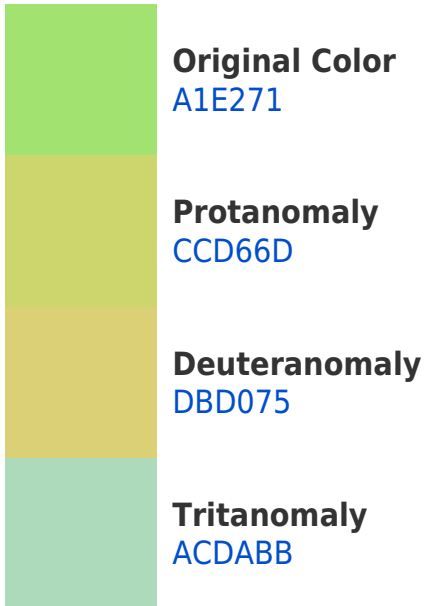 Original Color
A1E271
Protanomaly
CCD66D
Deuteranomaly
DBD075
Tritanomaly
ACDABB